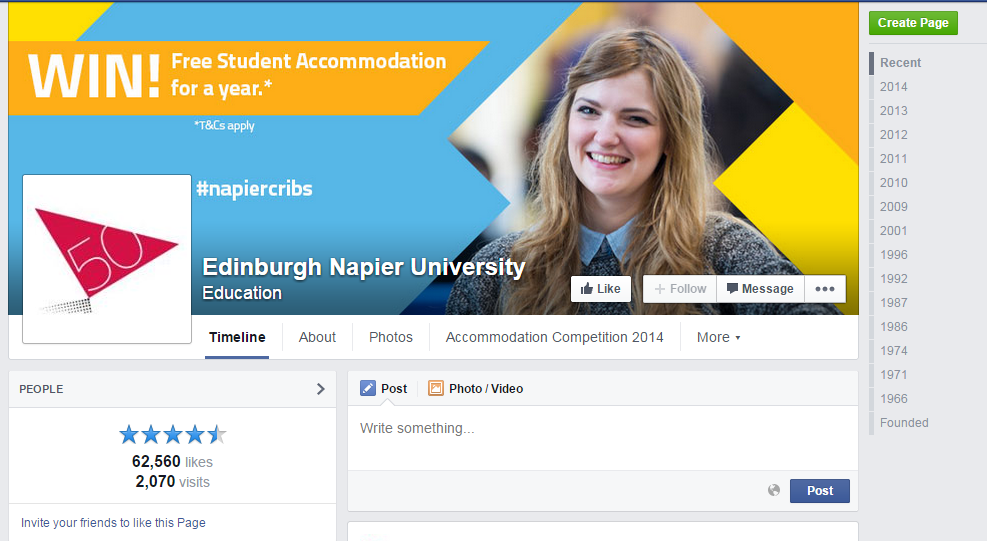 WIN! Free Student Accommodation
for a year.*
*T&Cs apply
#napiercribs
50
Edinburgh Napier University
Education
Like
+ Follow
Message
•••
Timeline
About
Photos
Accommodation Competition 2014
More
PEOPLE
62,560 likes
2,070 visits
Invite your friends to like this Page
Post
Photo / Video
Write something...
Post
Create Page
Recent
2014
2013
2012
2011
2010
2009
2001
1996
1992
1987
1986
1974
1971
1966
Founded